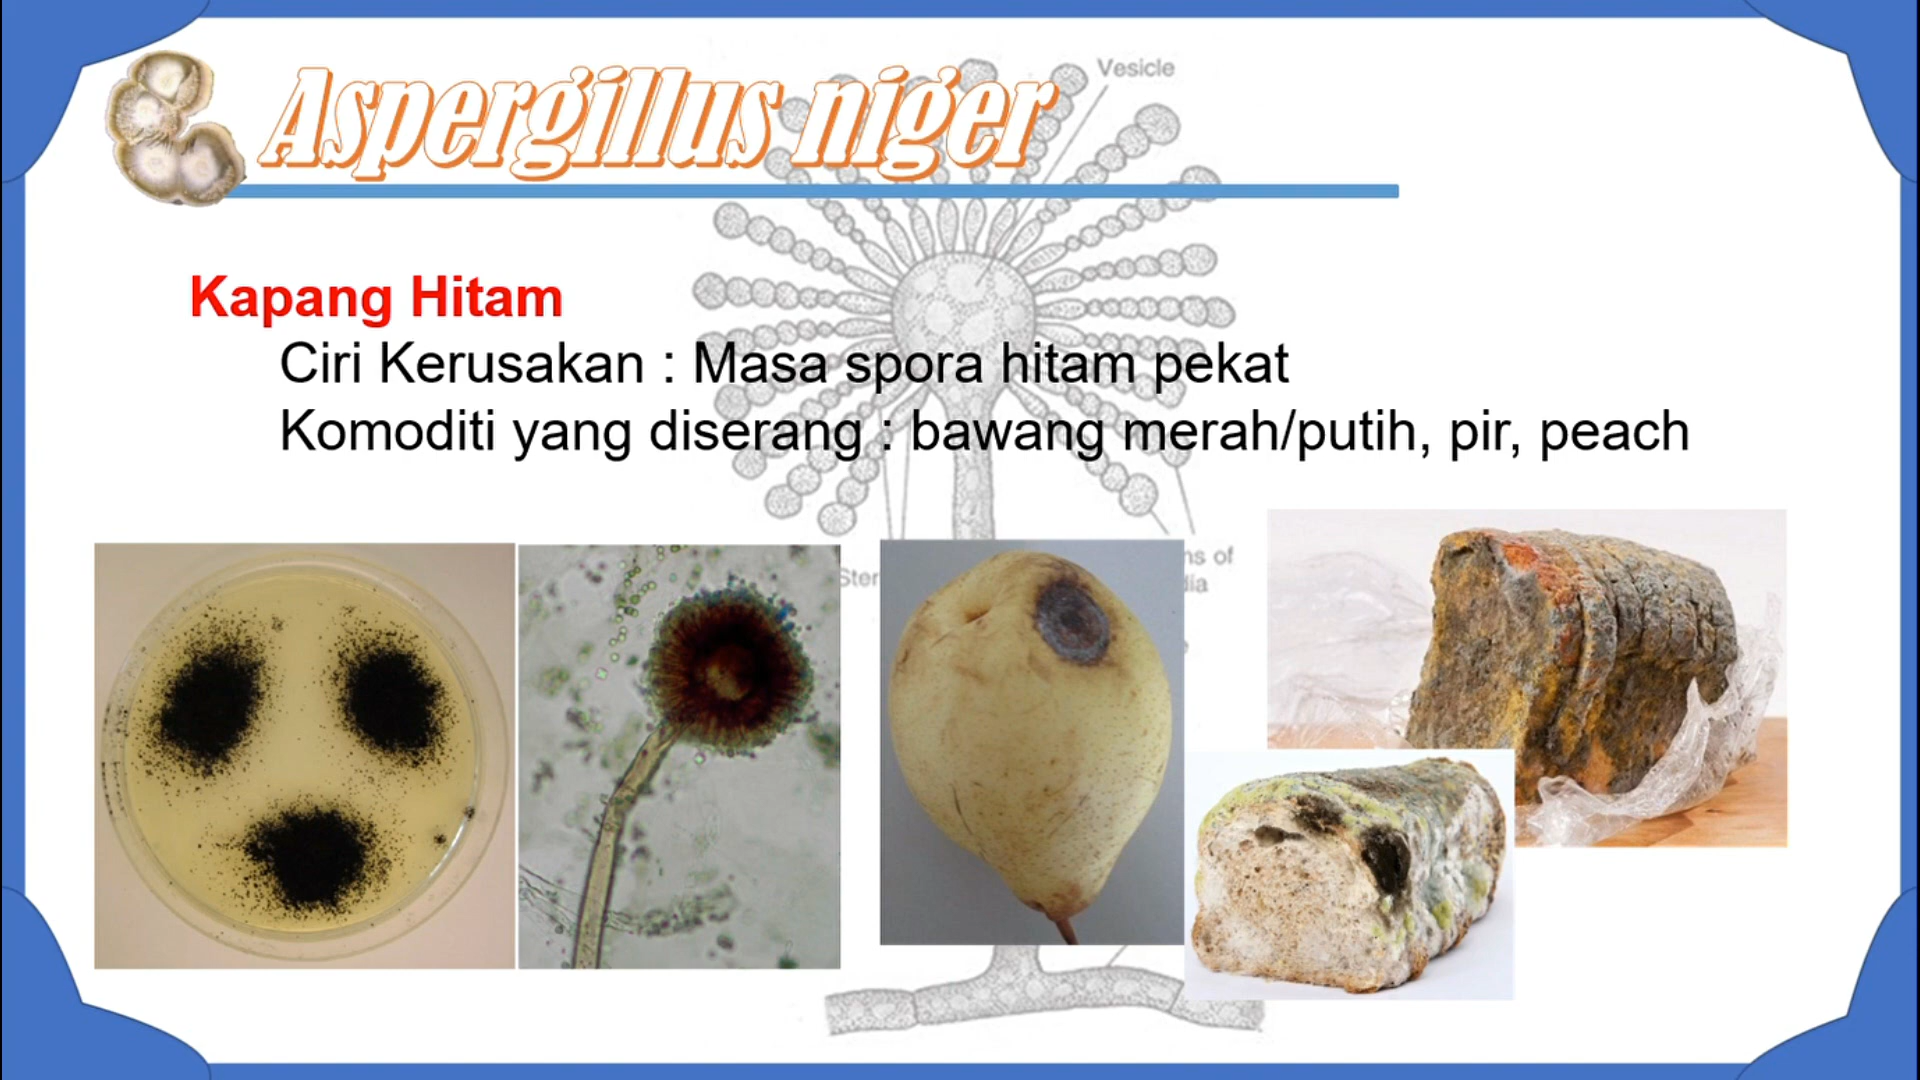 Aspergillus niger
Vesicle
Kapang Hitam
Ciri Kerusakan : Masa spora hitam pekat
Komoditi yang diserang : bawang merah/putih, pir, peach